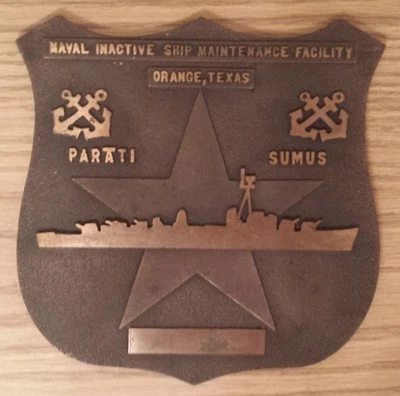 NAVAL INACTIVE SHIP MAINTENANCE FACILITY
ORANGE, TEXAS
PARATI SUMUS